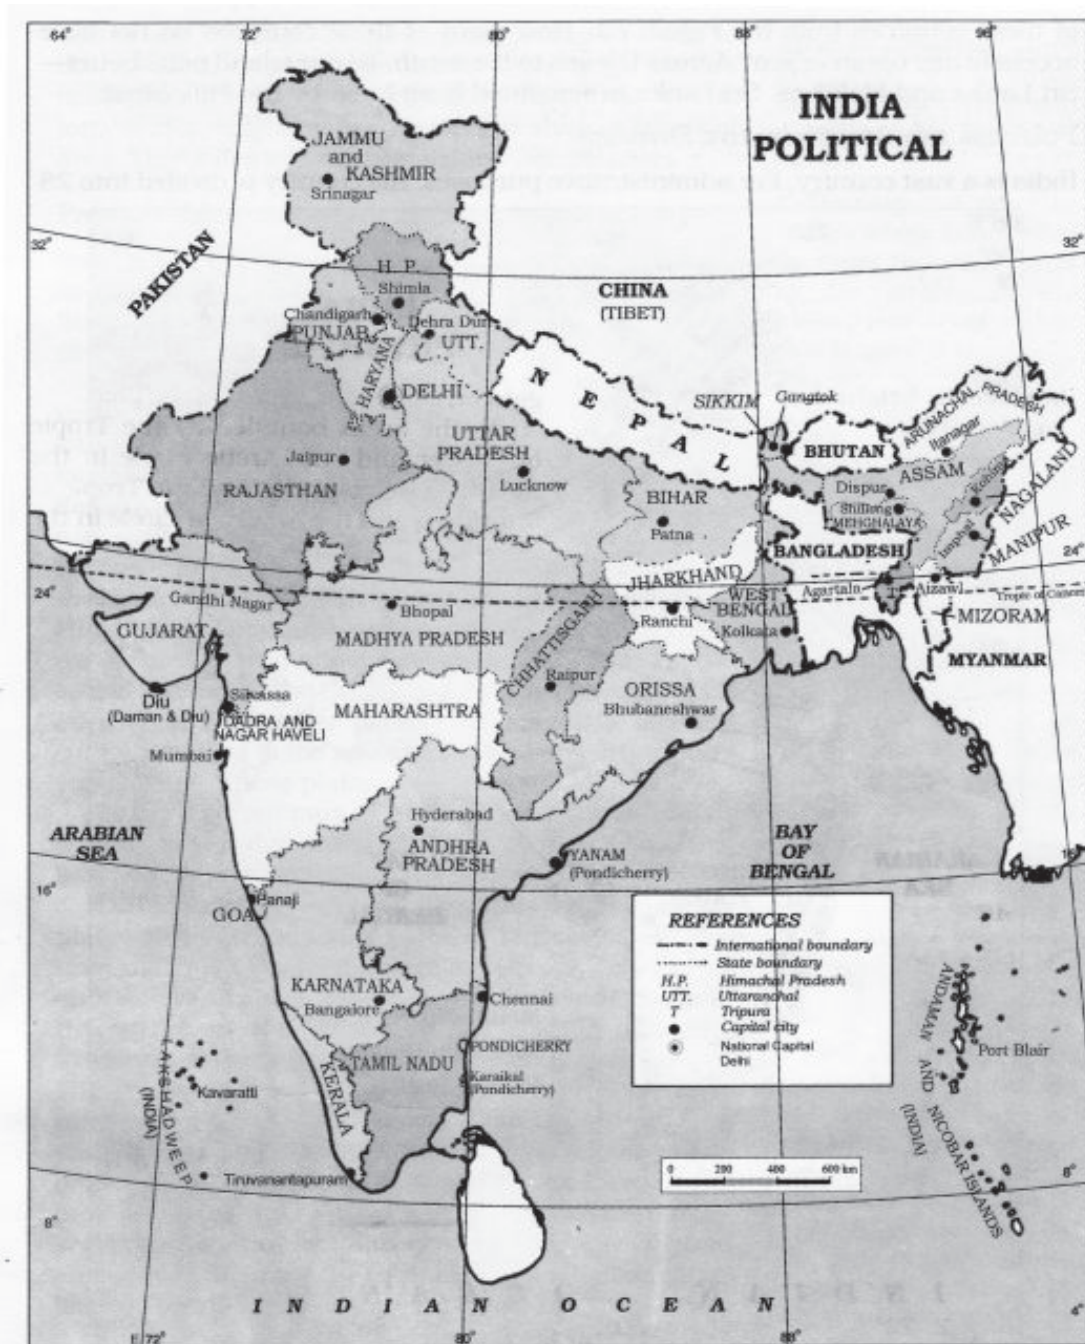 64°
72°
INDIA
POLITICAL
JAMMU
and
KASHMIR
Srinagar
32°
32°
PAKISTAN
H. P.
Shimla
Chandigarh
PUNJAB
Dehra Dun
UTT.
HARYANA
DELHI
CHINA
(TIBET)
NEPAL
SIKKIM
Gangtok
BHUTAN
ARUNACHAL PRADESH
Itanagar
ASSAM
Dispur
Shillong
MEHGHALAYA
Kohima
NAGALAND
Imphal
MANIPUR
UTTAR
PRADESH
Lucknow
Jaipur
RAJASTHAN
BIHAR
Patna
BANGLADESH
24°
24°
Tropic of Cancer
Agartala
T
Aizawl
MIZORAM
MYANMAR
JHARKHAND
Ranchi
WEST
BENGAL
Kolkata
Gandhi Nagar
GUJARAT
Bhopal
MADHYA PRADESH
CHHATTISGARH
Raipur
ORISSA
Bhubaneshwar
Diu
(Daman & Diu)
DADRA AND
NAGAR HAVELI
MAHARASHTRA
Mumbai
Hyderabad
ANDHRA
PRADESH
YANAM
(Pondicherry)
ARABIAN
SEA
BAY
OF
BENGAL
16°
Panaji
GOA
KARNATAKA
Bangalore
Chennai
TAMIL NADU
PONDICHERRY
Karaikal
(Pondicherry)
KERALA
Tiruvanantapuram
LAKSHADWEEP
(INDIA)
Kavaratti
REFERENCES
International boundary
State boundary
H.P. Himachal Pradesh
UTT. Uttaranchal
T Tripura
Capital city
National Capital
Delhi
ANDAMAN AND NICOBAR ISLANDS
(INDIA)
Port Blair
0 200 400 600 km
8°
8°
INDIAN OCEAN
E 72°
80°